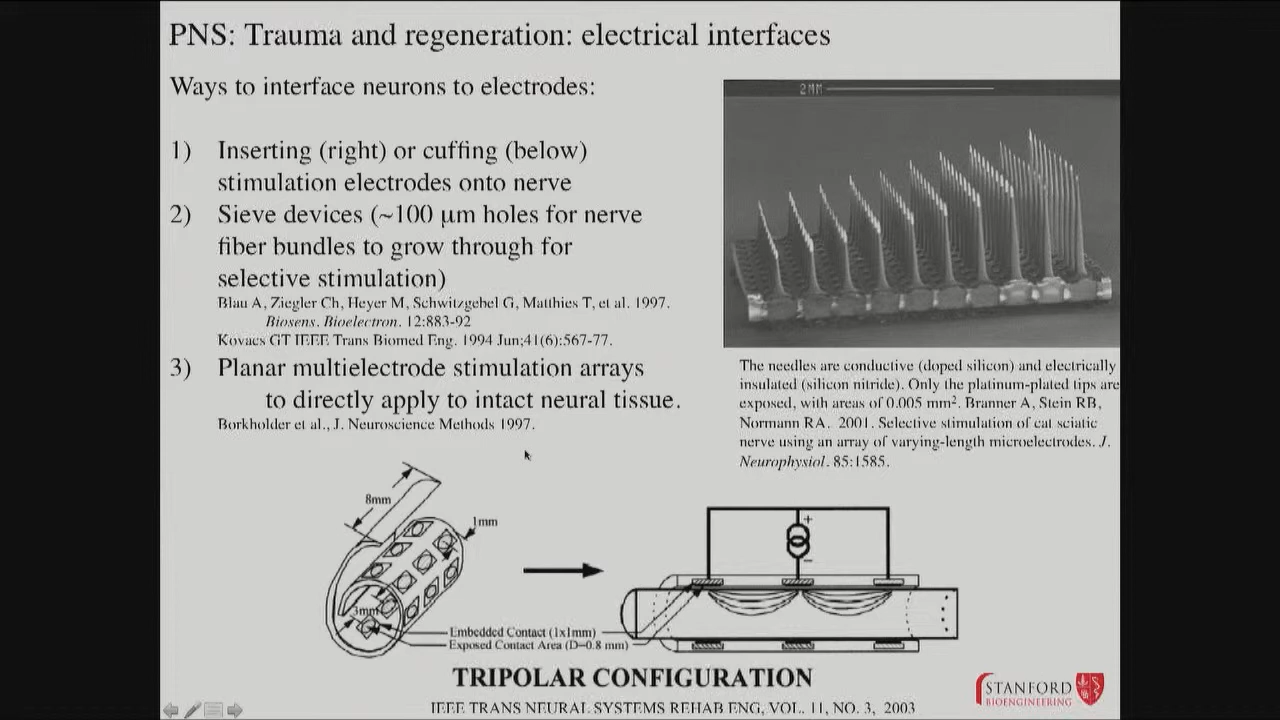 PNS: Trauma and regeneration: electrical interfaces
Ways to interface neurons to electrodes:
1) Inserting (right) or cuffing (below)
stimulation electrodes onto nerve
2) Sieve devices (~100 μm holes for nerve
fiber bundles to grow through for
selective stimulation)
Blau A, Ziegler Ch, Heyer M, Schwitzgebel G, Matthies T, et al. 1997.
Biosens. Bioelectron. 12:883-92
Kovacs GT IEEE Trans Biomed Eng. 1994 Jun;41(6):567-77.
3) Planar multielectrode stimulation arrays
to directly apply to intact neural tissue.
Borkholder et al., J. Neuroscience Methods 1997.
2MM
The needles are conductive (doped silicon) and electrically
insulated (silicon nitride). Only the platinum-plated tips are
exposed, with areas of 0.005 mm². Branner A, Stein RB,
Normann RA. 2001. Selective stimulation of cat sciatic
nerve using an array of varying-length microelectrodes. J.
Neurophysiol. 85:1585.
8mm
1mm
3mm
+
−
Embedded Contact (1x1mm)
Exposed Contact Area (D=0.8 mm)
TRIPOLAR CONFIGURATION
IEEE TRANS NEURAL SYSTEMS REHAB ENG, VOL. 11, NO. 3, 2003
STANFORD
BIOENGINEERING